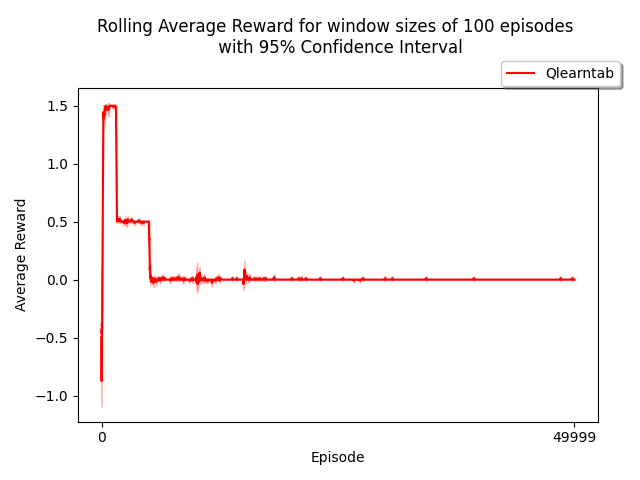 Rolling Average Reward for window sizes of 100 episodes
with 95% Confidence Interval
Qlearntab
1.5
1.0
0.5
0.0
−0.5
−1.0
Average Reward
0
49999
Episode